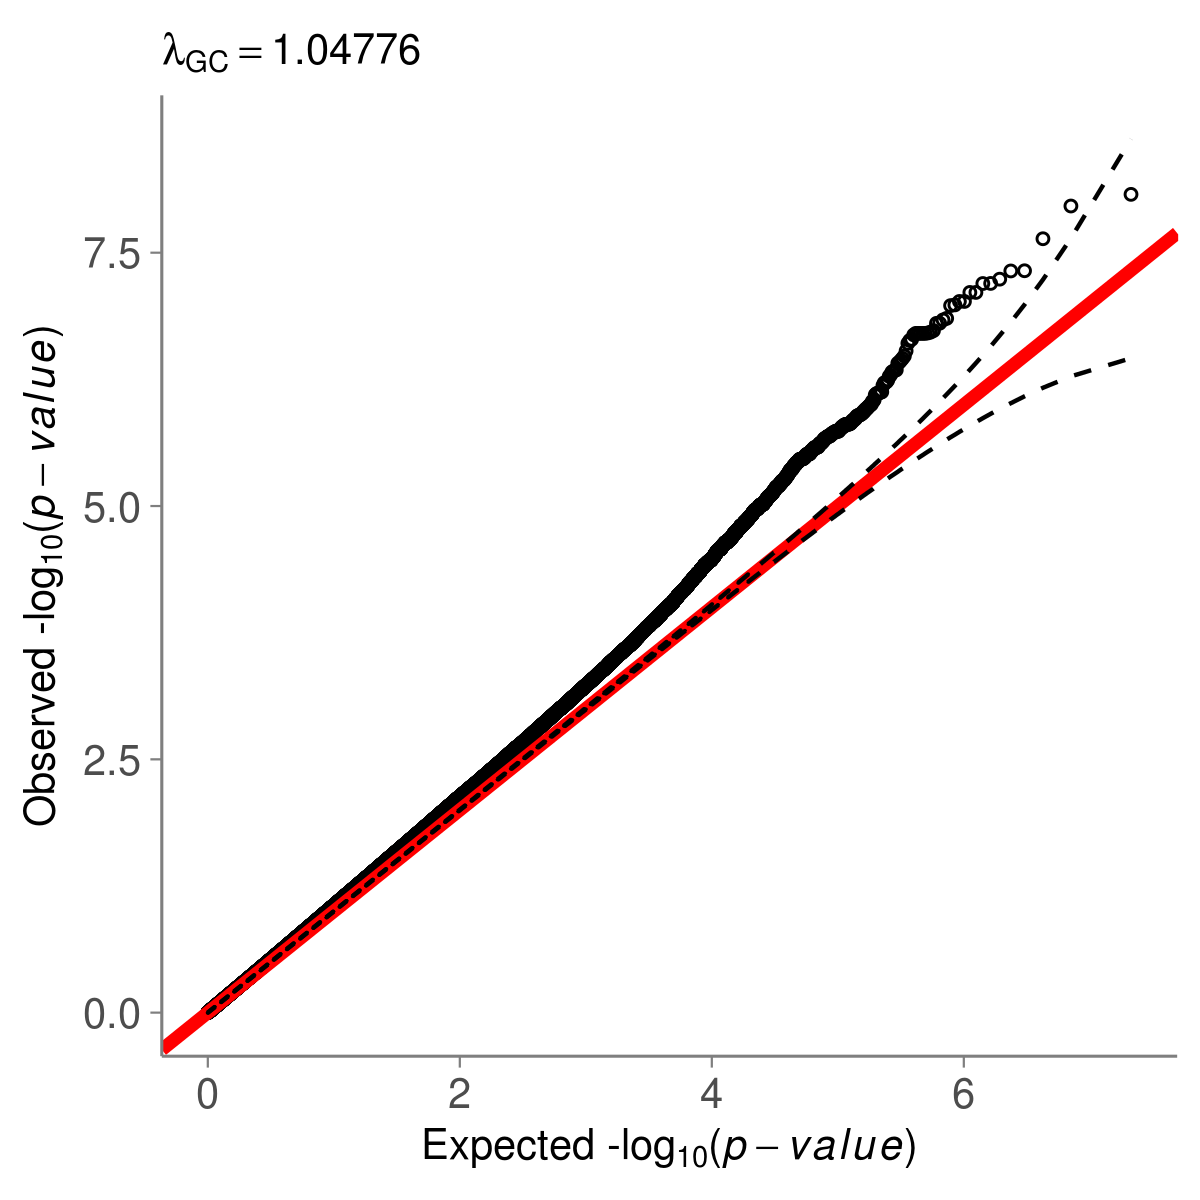 λGC = 1.04776
7.5
5.0
2.5
0.0
Observed -log10(p − value)
0 2 4 6
Expected -log10(p − value)